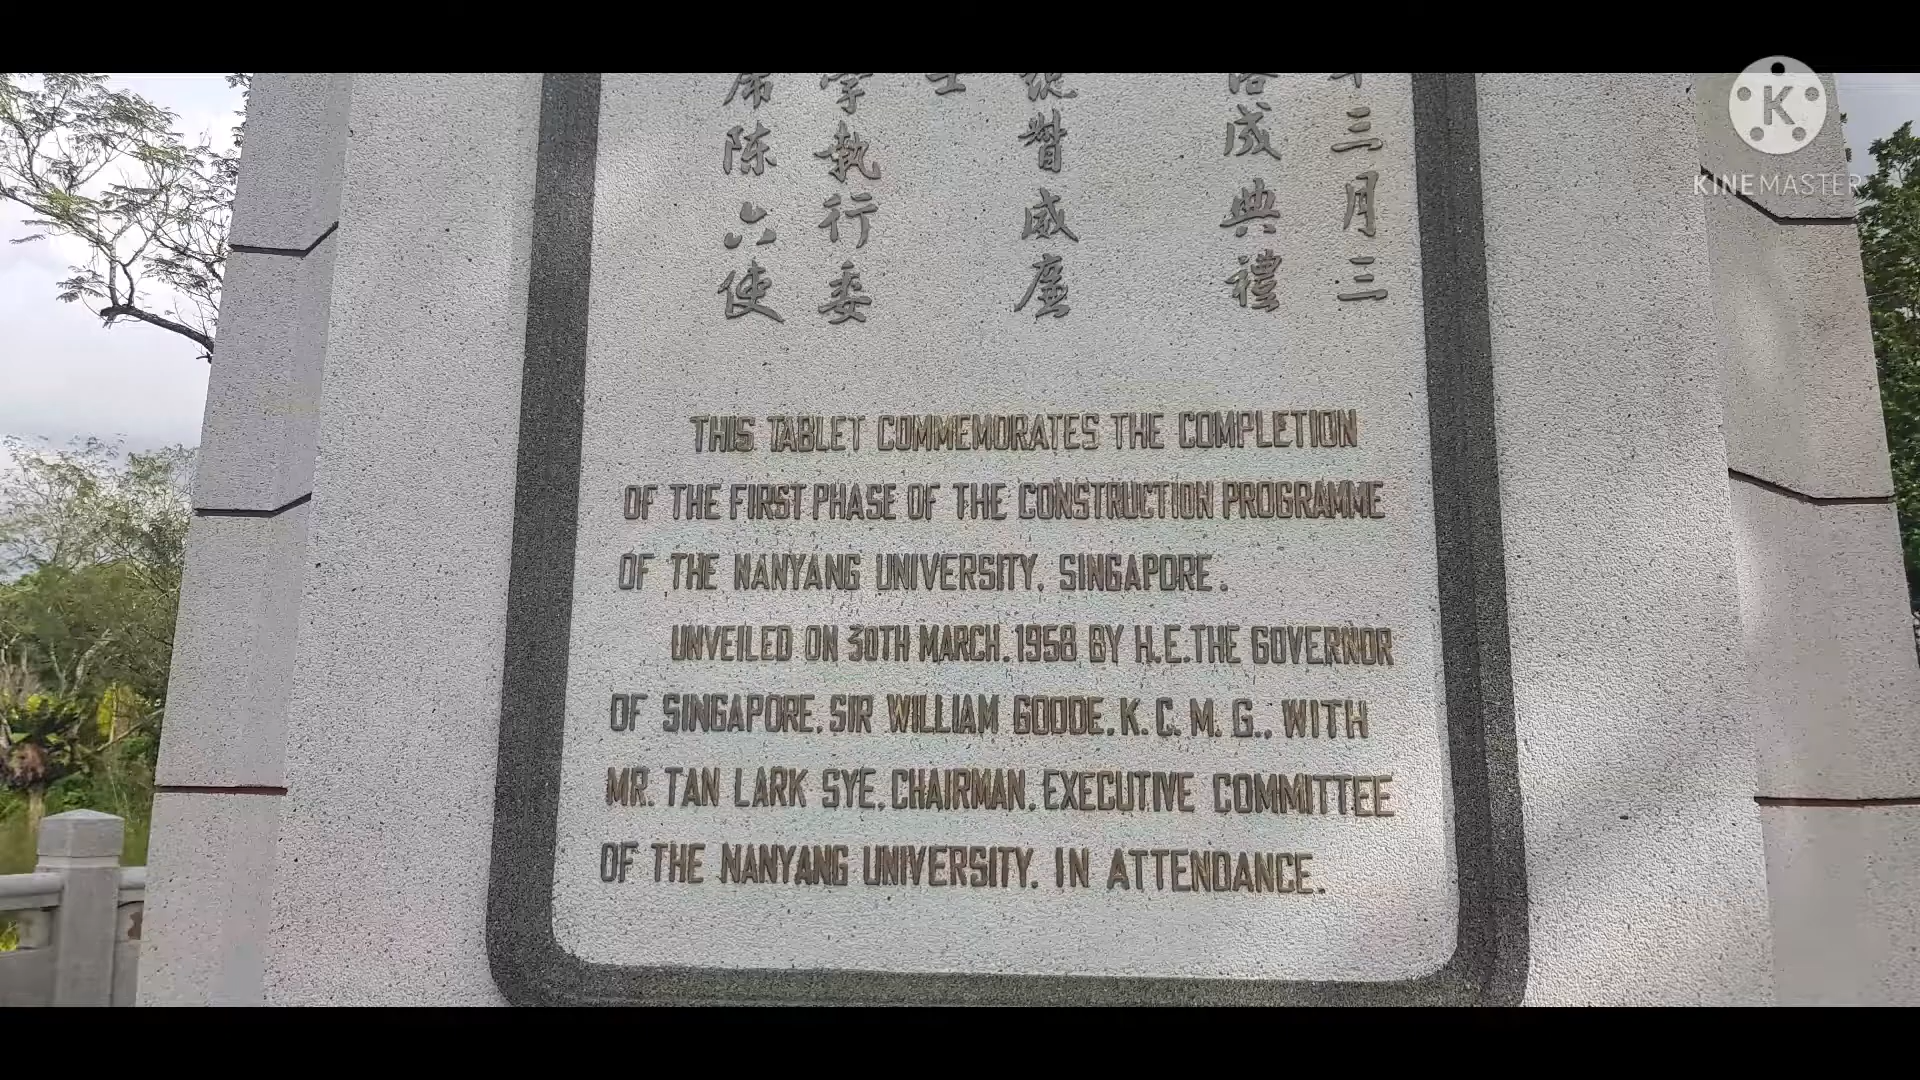 三月三
成典禮
督威廉
執行委
席陳六使
THIS TABLET COMMEMORATES THE COMPLETION
OF THE FIRST PHASE OF THE CONSTRUCTION PROGRAMME
OF THE NANYANG UNIVERSITY, SINGAPORE.
UNVEILED ON 30TH MARCH, 1958 BY H.E. THE GOVERNOR
OF SINGAPORE, SIR WILLIAM GOODE, K. C. M. G., WITH
MR. TAN LARK SYE, CHAIRMAN, EXECUTIVE COMMITTEE
OF THE NANYANG UNIVERSITY, IN ATTENDANCE.
K
KINEMASTER